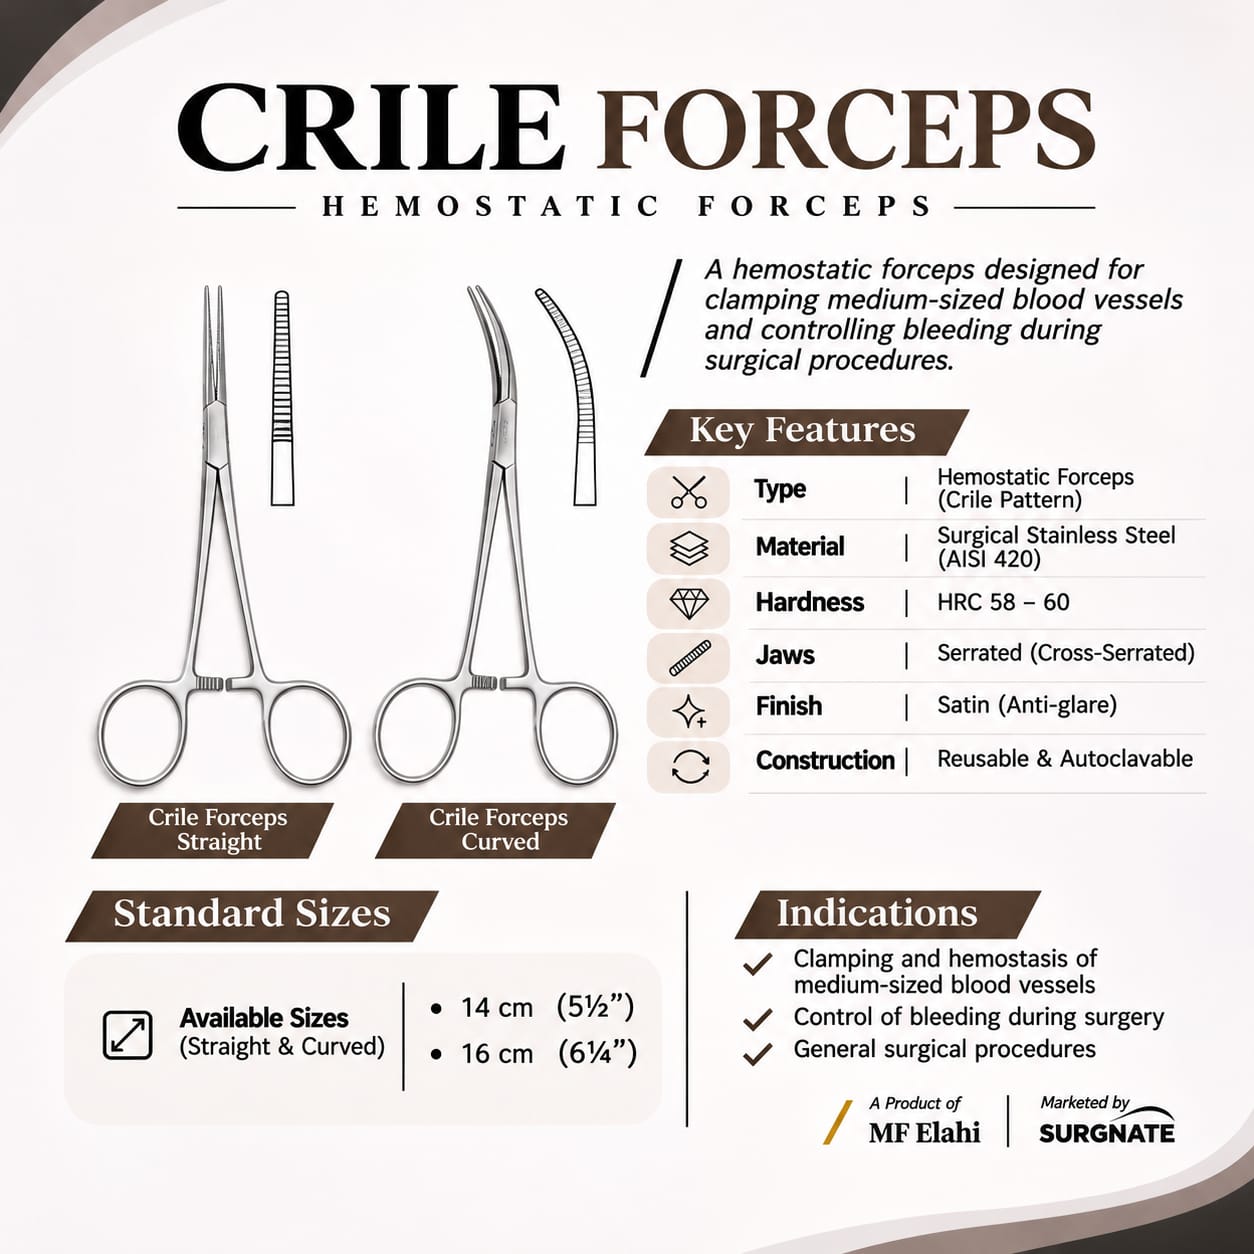 CRILE FORCEPS
HEMOSTATIC FORCEPS
A hemostatic forceps designed for
clamping medium-sized blood vessels
and controlling bleeding during
surgical procedures.
Key Features
Type | Hemostatic Forceps
(Crile Pattern)
Material | Surgical Stainless Steel
(AISI 420)
Hardness | HRC 58 – 60
Jaws | Serrated (Cross-Serrated)
Finish | Satin (Anti-glare)
Construction | Reusable & Autoclavable
Crile Forceps
Straight
Crile Forceps
Curved
Standard Sizes
Available Sizes
(Straight & Curved)
• 14 cm (5½”)
• 16 cm (6¼”)
Indications
Clamping and hemostasis of
medium-sized blood vessels
Control of bleeding during surgery
General surgical procedures
A Product of
MF Elahi
Marketed by
SURGNATE